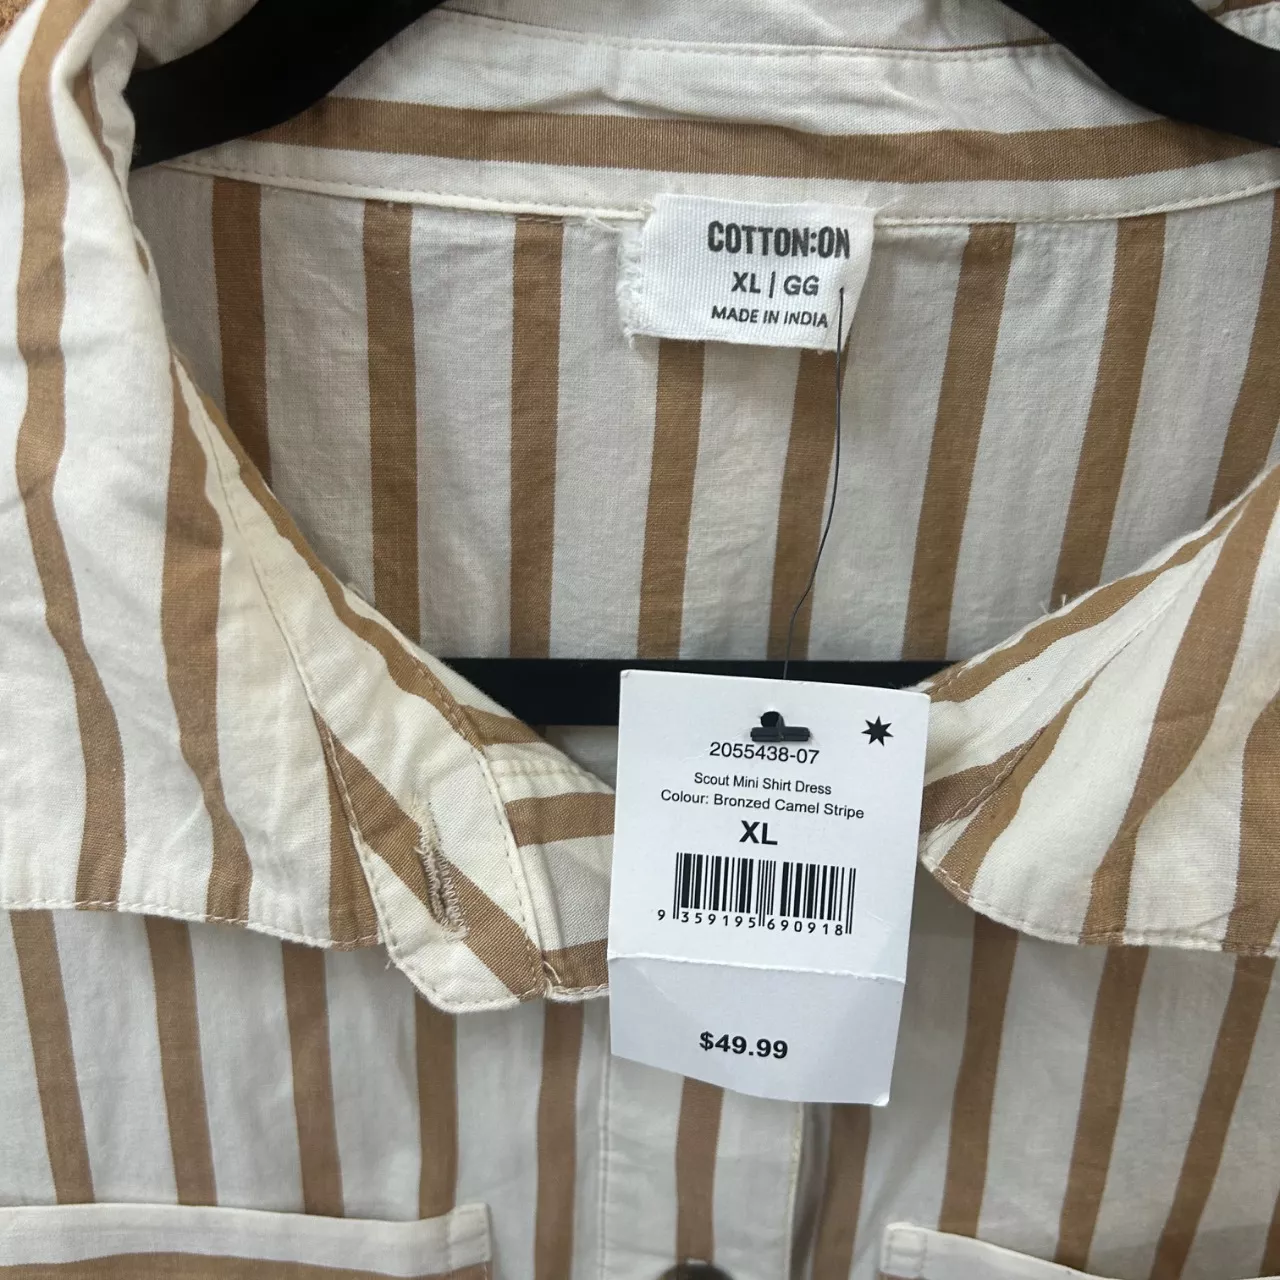 COTTON:ON
XL | GG
MADE IN INDIA
2055438-07
Scout Mini Shirt Dress
Colour: Bronzed Camel Stripe
XL
9 359195 690918
$49.99